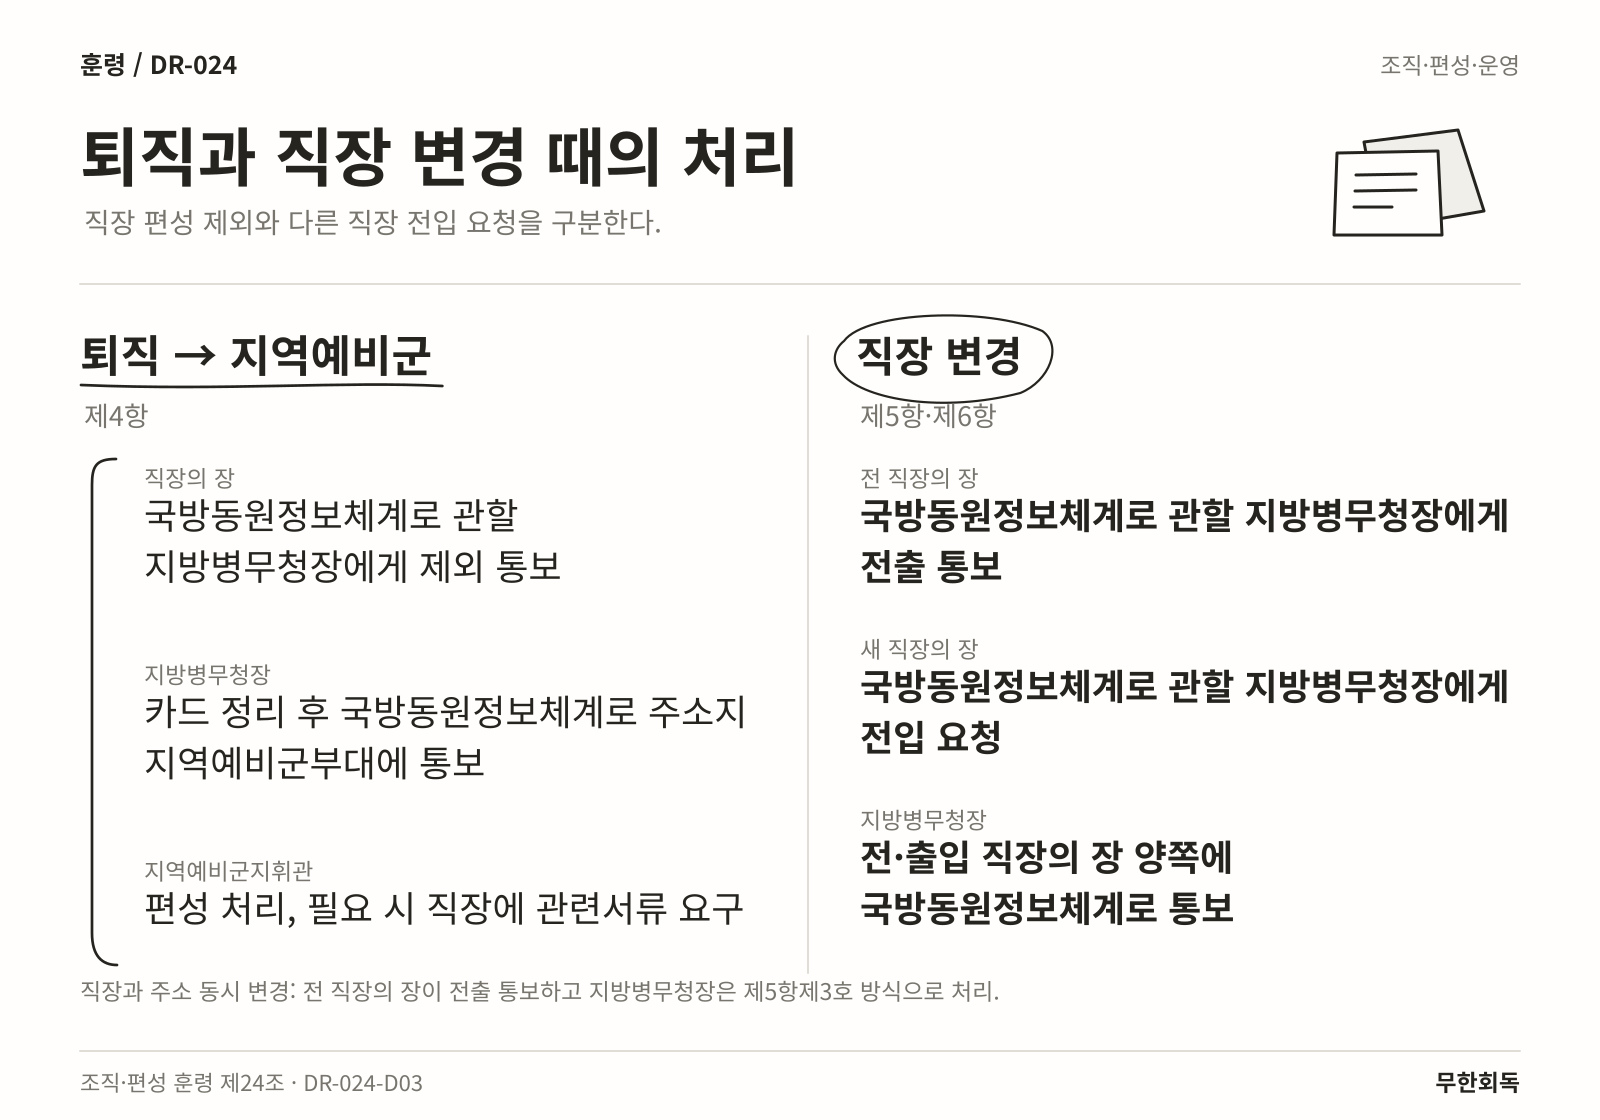 훈령 / DR-024
조직·편성·운영
퇴직과 직장 변경 때의 처리
직장 편성 제외와 다른 직장 전입 요청을 구분한다.
퇴직 → 지역예비군
제4항
직장의 장
국방동원정보체계로 관할
지방병무청장에게 제외 통보
지방병무청장
카드 정리 후 국방동원정보체계로 주소지
지역예비군부대에 통보
지역예비군지휘관
편성 처리, 필요 시 직장에 관련서류 요구
직장 변경
제5항·제6항
전 직장의 장
국방동원정보체계로 관할 지방병무청장에게
전출 통보
새 직장의 장
국방동원정보체계로 관할 지방병무청장에게
전입 요청
지방병무청장
전·출입 직장의 장 양쪽에
국방동원정보체계로 통보
직장과 주소 동시 변경: 전 직장의 장이 전출 통보하고 지방병무청장은 제5항제3호 방식으로 처리.
조직·편성 훈령 제24조 · DR-024-D03
무한회독